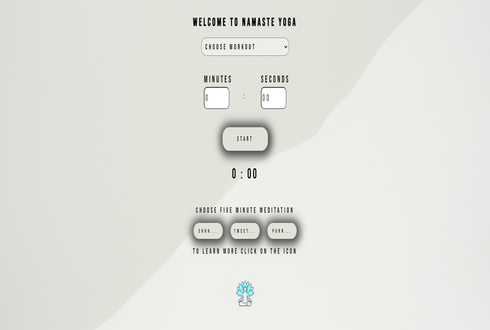 WELCOME TO NAMASTE YOGA
CHOOSE WORKOUT
MINUTES SECONDS
0 : 00
START
0 : 00
CHOOSE FIVE MINUTE MEDITATION
SHHH... TWEET.. PURR...
TO LEARN MORE CLICK ON THE ICON